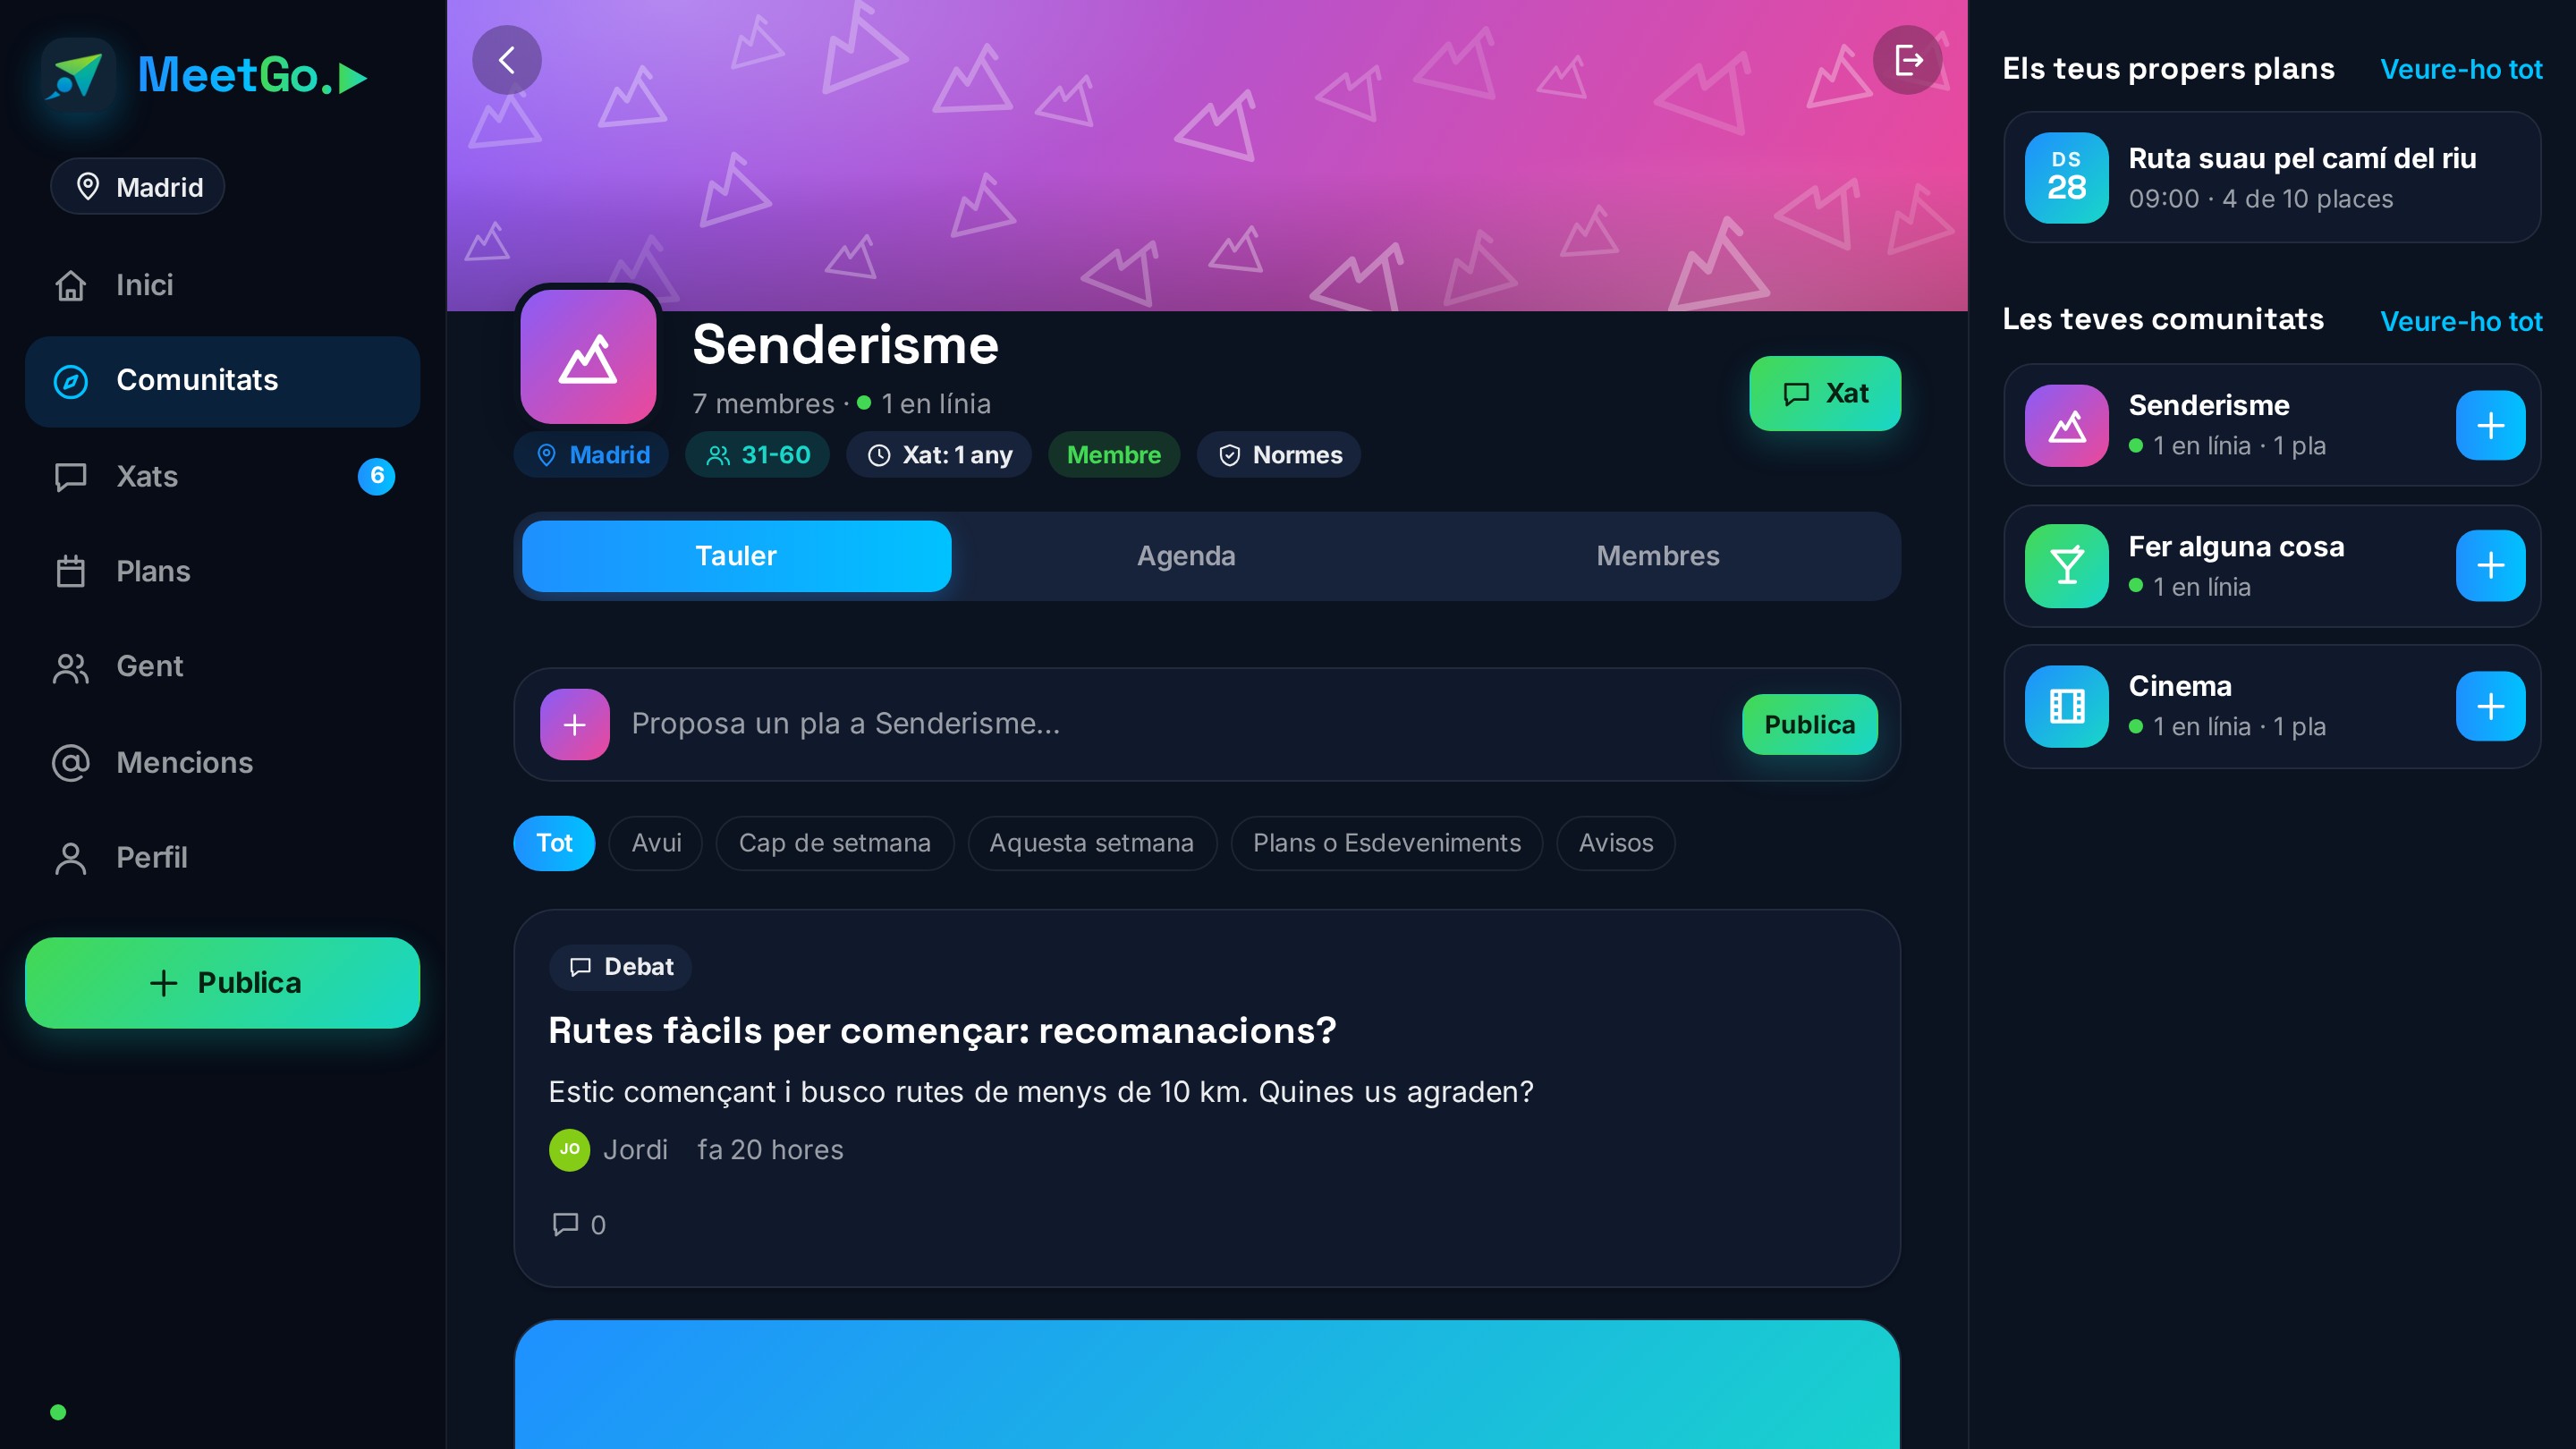 MeetGo.
Madrid
Inici
Comunitats
Xats
6
Plans
Gent
Mencions
Perfil
Publica
Senderisme
7 membres · 1 en línia
Xat
Madrid
31-60
Xat: 1 any
Membre
Normes
Tauler
Agenda
Membres
Proposa un pla a Senderisme...
Publica
Tot
Avui
Cap de setmana
Aquesta setmana
Plans o Esdeveniments
Avisos
Debat
Rutes fàcils per començar: recomanacions?
Estic començant i busco rutes de menys de 10 km. Quines us agraden?
JO Jordi fa 20 hores
0
Els teus propers plans
Veure-ho tot
DS
28
Ruta suau pel camí del riu
09:00 · 4 de 10 places
Les teves comunitats
Veure-ho tot
Senderisme
1 en línia · 1 pla
Fer alguna cosa
1 en línia
Cinema
1 en línia · 1 pla